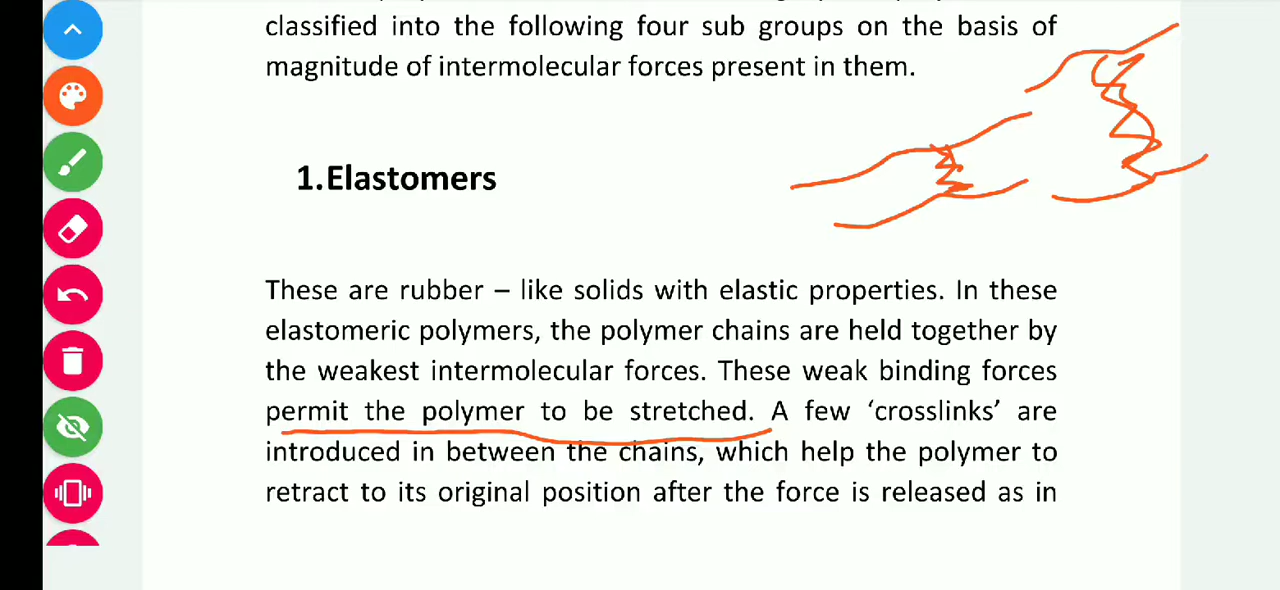 classified into the following four sub groups on the basis of
magnitude of intermolecular forces present in them.
1.Elastomers
These are rubber – like solids with elastic properties. In these
elastomeric polymers, the polymer chains are held together by
the weakest intermolecular forces. These weak binding forces
permit the polymer to be stretched. A few ‘crosslinks’ are
introduced in between the chains, which help the polymer to
retract to its original position after the force is released as in